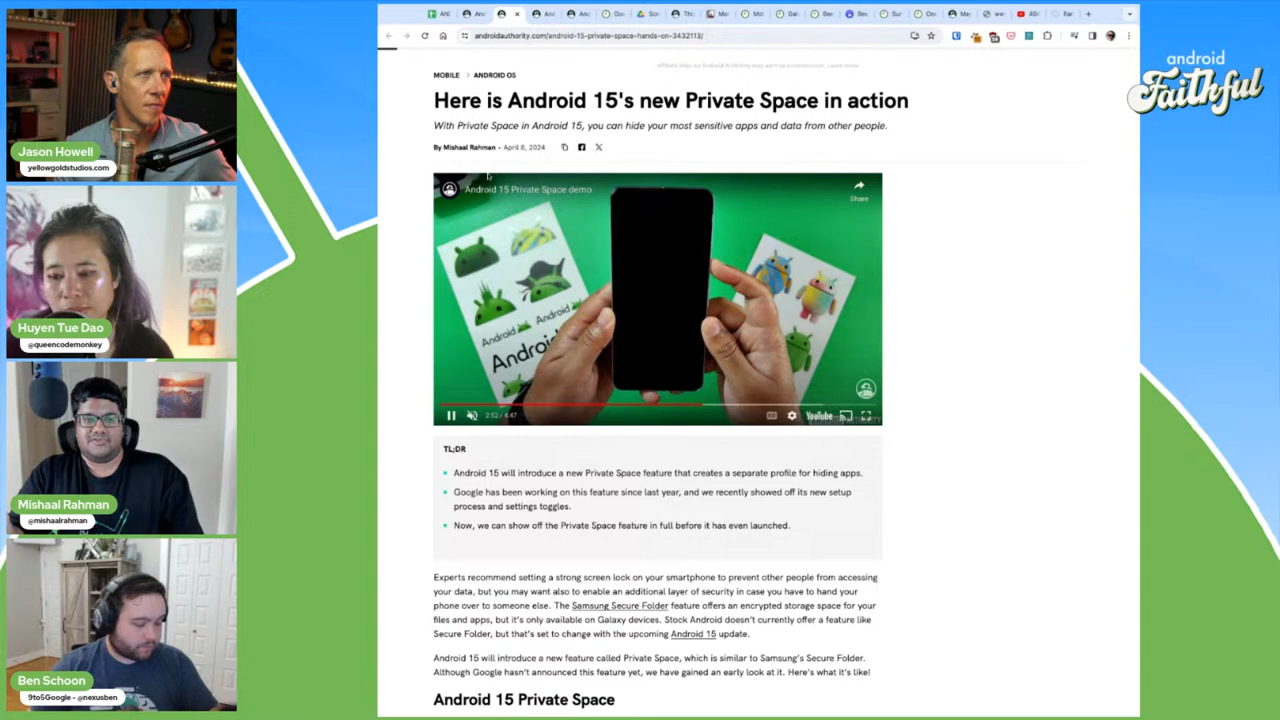 Jason Howell
yellowgoldstudios.com
Huyen Tue Dao
@queencodemonkey
Mishaal Rahman
@mishaalrahman
Ben Schoon
9to5Google - @nexusben
androidauthority.com/android-15-private-space-hands-on-3432113/
MOBILE > ANDROID OS
Here is Android 15's new Private Space in action
With Private Space in Android 15, you can hide your most sensitive apps and data from other people.
By Mishaal Rahman • April 8, 2024
Android 15 Private Space demo
Share
Android
Android
Android
2:52 / 4:47
YouTube
TL;DR
Android 15 will introduce a new Private Space feature that creates a separate profile for hiding apps.
Google has been working on this feature since last year, and we recently showed off its new setup
process and settings toggles.
Now, we can show off the Private Space feature in full before it has even launched.
Experts recommend setting a strong screen lock on your smartphone to prevent other people from accessing
your data, but you may want also to enable an additional layer of security in case you have to hand your
phone over to someone else. The Samsung Secure Folder feature offers an encrypted storage space for your
files and apps, but it's only available on Galaxy devices. Stock Android doesn't currently offer a feature like
Secure Folder, but that's set to change with the upcoming Android 15 update.
Android 15 will introduce a new feature called Private Space, which is similar to Samsung's Secure Folder.
Although Google hasn't announced this feature yet, we have gained an early look at it. Here's what it's like!
Android 15 Private Space
android
Faithful